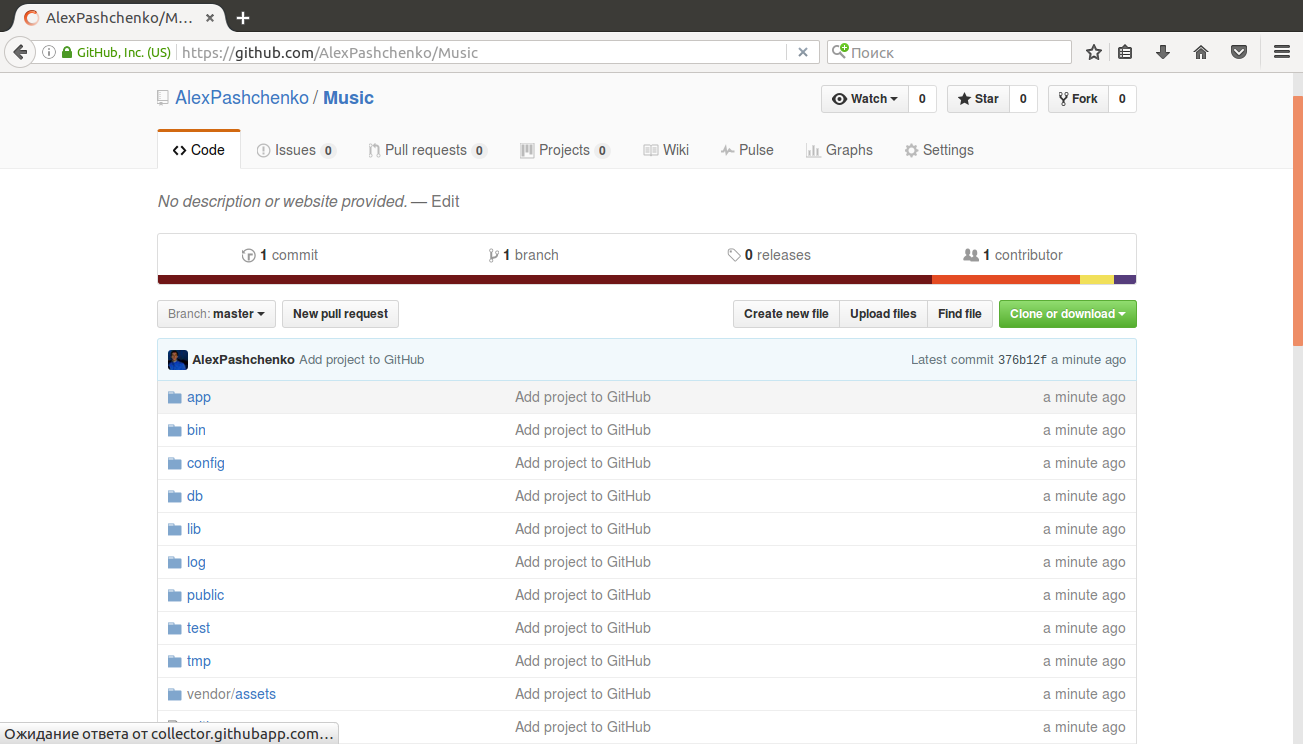 AlexPashchenko/M...
GitHub, Inc. (US) https://github.com/AlexPashchenko/Music Поиск
AlexPashchenko / Music Watch 0 Star 0 Fork 0
Code Issues 0 Pull requests 0 Projects 0 Wiki Pulse Graphs Settings
No description or website provided. — Edit
1 commit 1 branch 0 releases 1 contributor
Branch: master New pull request Create new file Upload files Find file Clone or download
AlexPashchenko Add project to GitHub Latest commit 376b12f a minute ago
app Add project to GitHub a minute ago
bin Add project to GitHub a minute ago
config Add project to GitHub a minute ago
db Add project to GitHub a minute ago
lib Add project to GitHub a minute ago
log Add project to GitHub a minute ago
public Add project to GitHub a minute ago
test Add project to GitHub a minute ago
tmp Add project to GitHub a minute ago
vendor/assets Add project to GitHub a minute ago
Add project to GitHub a minute ago
Ожидание ответа от collector.githubapp.com...